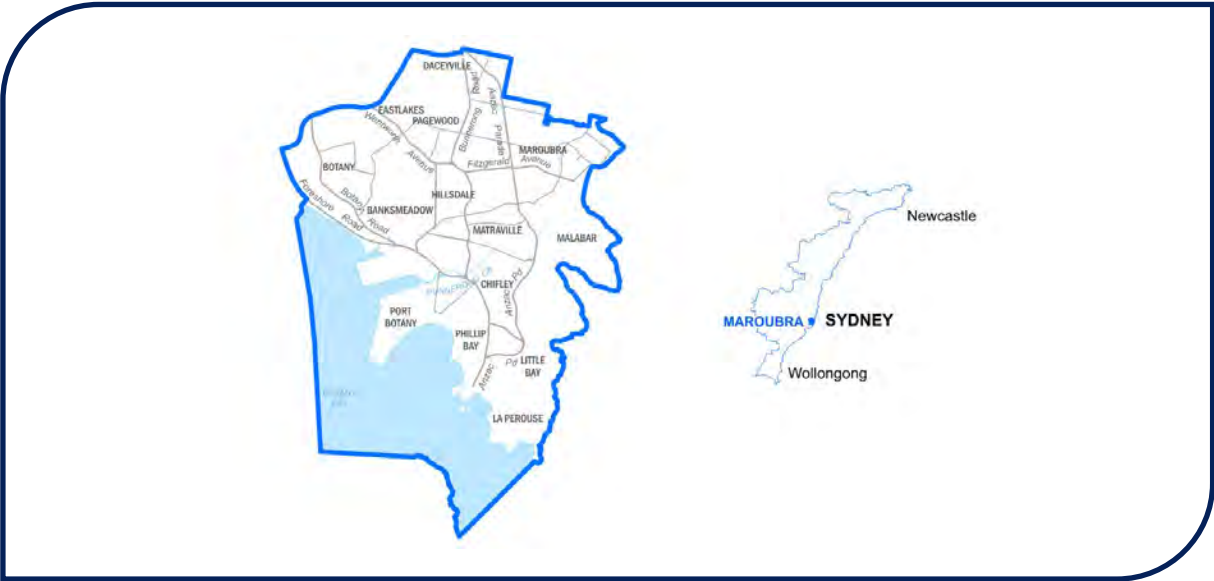 DACEYVILLE
Bunnerong Road
Anzac Parade
EASTLAKES
PAGEWOOD
Wentworth Avenue
MAROUBRA
Fitzgerald Avenue
BOTANY
HILLSDALE
Foreshore Road
Botany Road
BANKSMEADOW
MATRAVILLE
MALABAR
CHIFLEY
Anzac Pd
PORT
BOTANY
PHILLIP
BAY
Anzac Pd
LITTLE
BAY
LA PEROUSE
Newcastle
MAROUBRA
SYDNEY
Wollongong